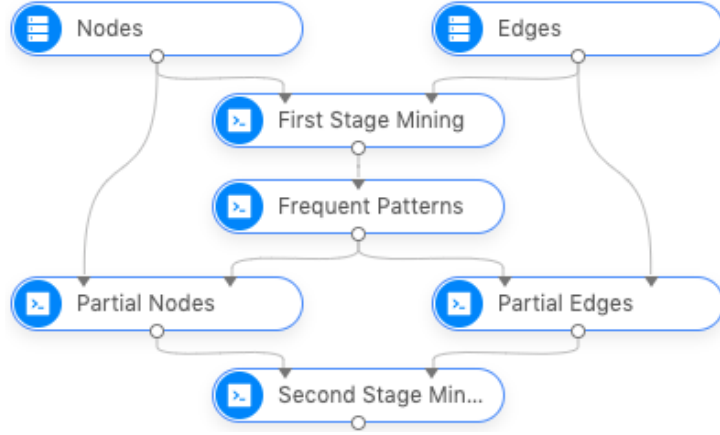 Nodes
Edges
First Stage Mining
Frequent Patterns
Partial Nodes
Partial Edges
Second Stage Min...